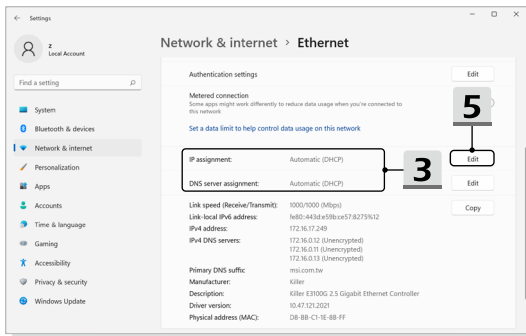 Settings
z
Local Account
Find a setting
System
Bluetooth & devices
Network & internet
Personalization
Apps
Accounts
Time & language
Gaming
Accessibility
Privacy & security
Windows Update
Network & internet > Ethernet
Authentication settings Edit
Metered connection
Some apps might work differently to reduce data usage when you're connected to
this network
5
Set a data limit to help control data usage on this network
IP assignment: Automatic (DHCP) Edit
3
DNS server assignment: Automatic (DHCP) Edit
Link speed (Receive/Transmit): 1000/1000 (Mbps) Copy
Link-local IPv6 address: fe80::443d:e59b:ce57:8275%12
IPv4 address: 172.16.17.249
IPv4 DNS servers: 172.16.0.12 (Unencrypted)
172.16.0.11 (Unencrypted)
172.16.0.13 (Unencrypted)
Primary DNS suffix: msi.com.tw
Manufacturer: Killer
Description: Killer E3100G 2.5 Gigabit Ethernet Controller
Driver version: 10.47.121.2021
Physical address (MAC): D8-BB-C1-1E-8B-FF